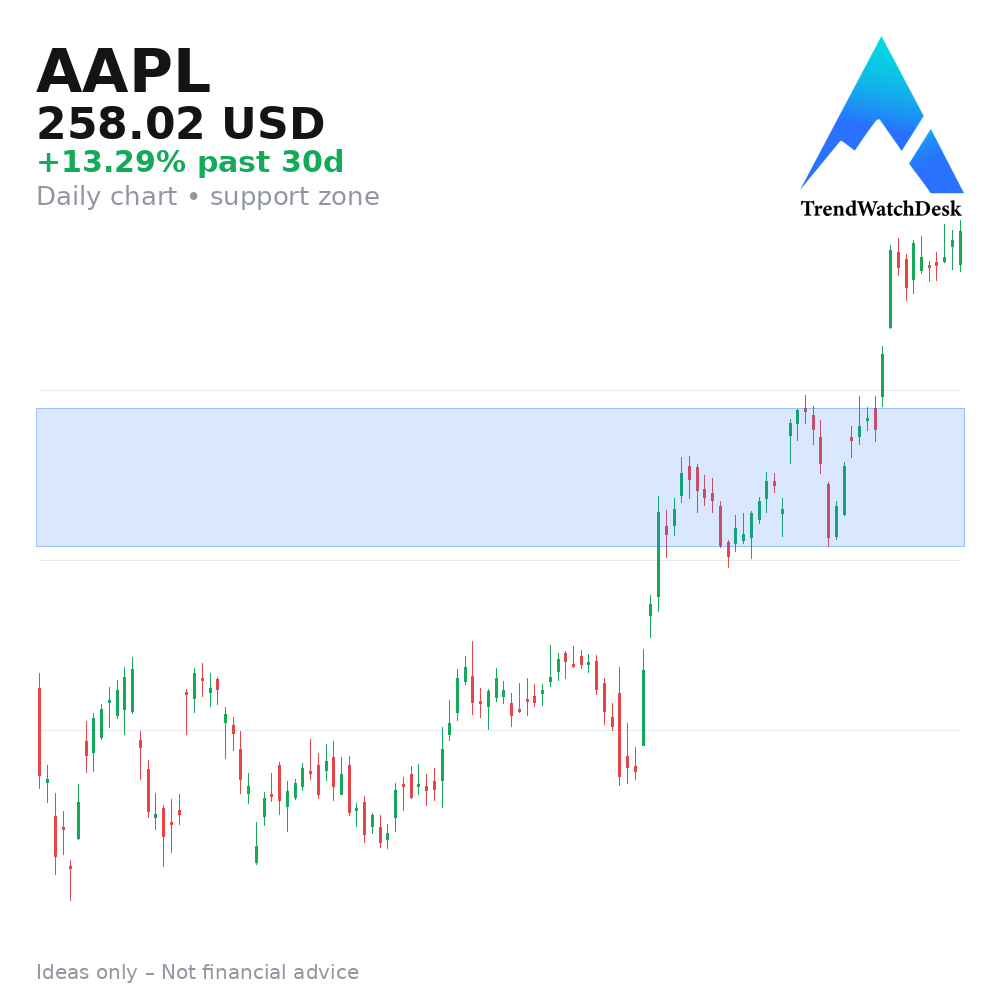 AAPL
258.02 USD
+13.29% past 30d
Daily chart • support zone
TrendWatchDesk
Ideas only – Not financial advice